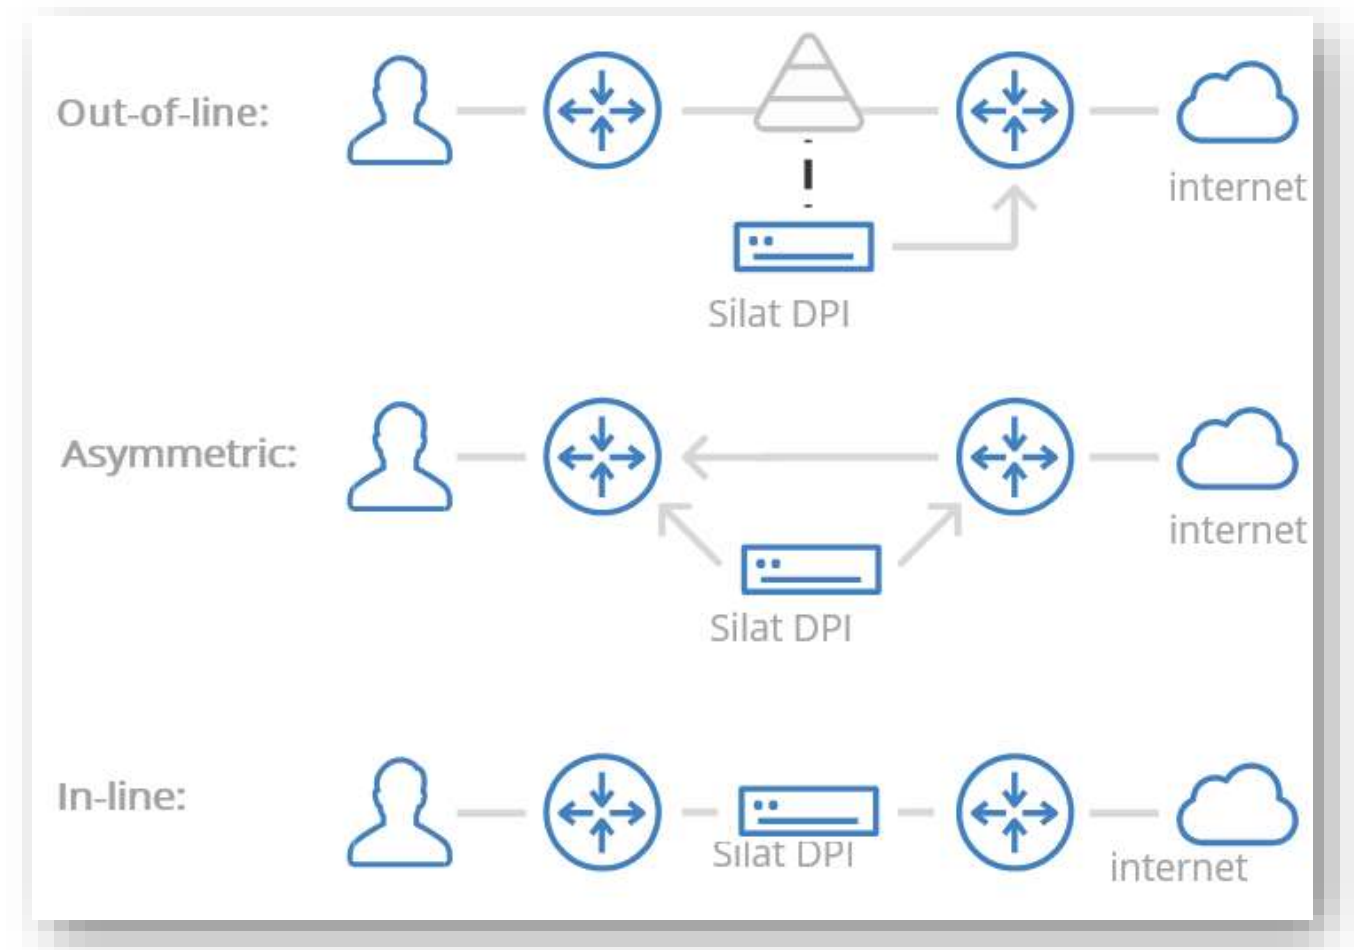 Out-of-line:
internet
Silat DPI
Asymmetric:
internet
Silat DPI
In-line:
Silat DPI
internet